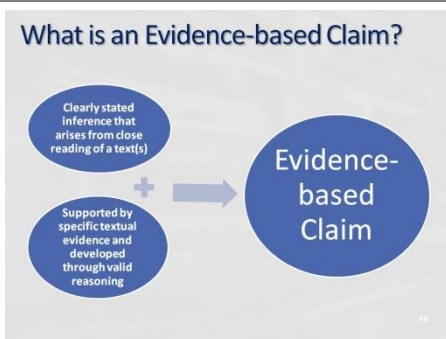 What is an Evidence-based Claim?
Clearly stated
inference that
arises from close
reading of a text(s)
+
Supported by
specific textual
evidence and
developed
through valid
reasoning
Evidence-
based
Claim